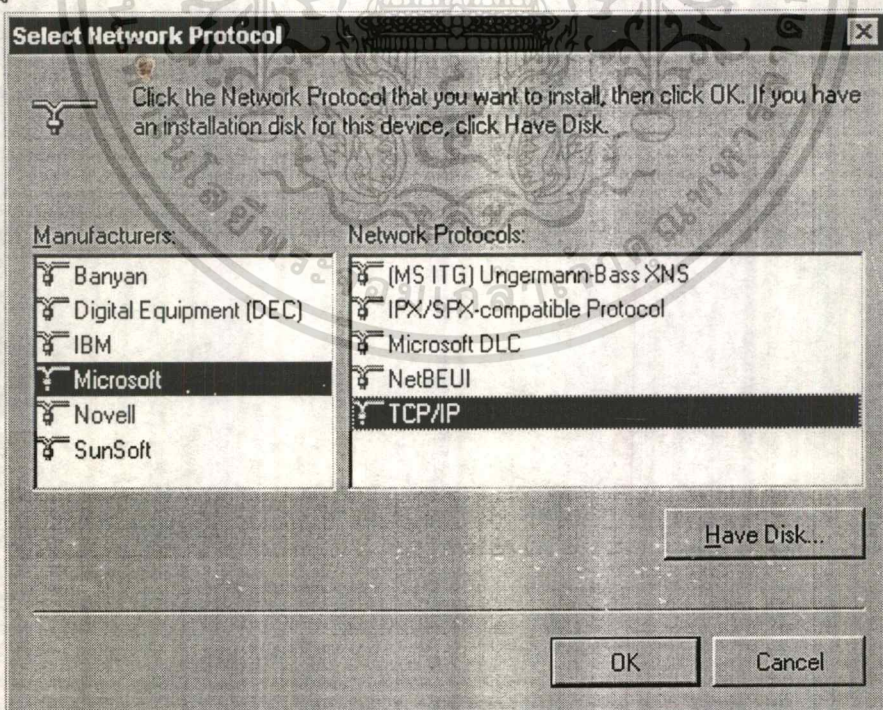 Select Network Protocol
Click the Network Protocol that you want to install, then click OK. If you have
an installation disk for this device, click Have Disk.
Manufacturers:
Banyan
Digital Equipment (DEC)
IBM
Microsoft
Novell
SunSoft
Network Protocols:
(MS ITG) Ungermann-Bass XNS
IPX/SPX-compatible Protocol
Microsoft DLC
NetBEUI
TCP/IP
Have Disk...
OK
Cancel